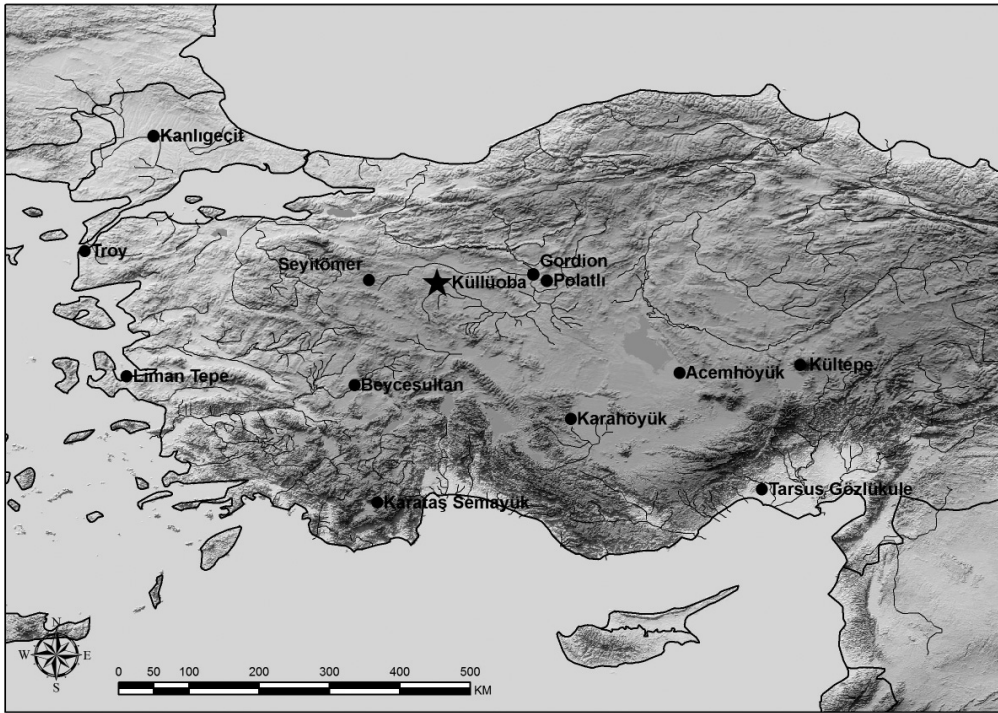 Kanlıgeçit
Troy
Seyitömer
Küllüoba
Gordion
Polatlı
Liman Tepe
Beycesultan
Acemhöyük
Kültepe
Karahöyük
Karataş Semayük
Tarsus Gözlükule
N
W E
S
0 100 200 300 400 500
KM